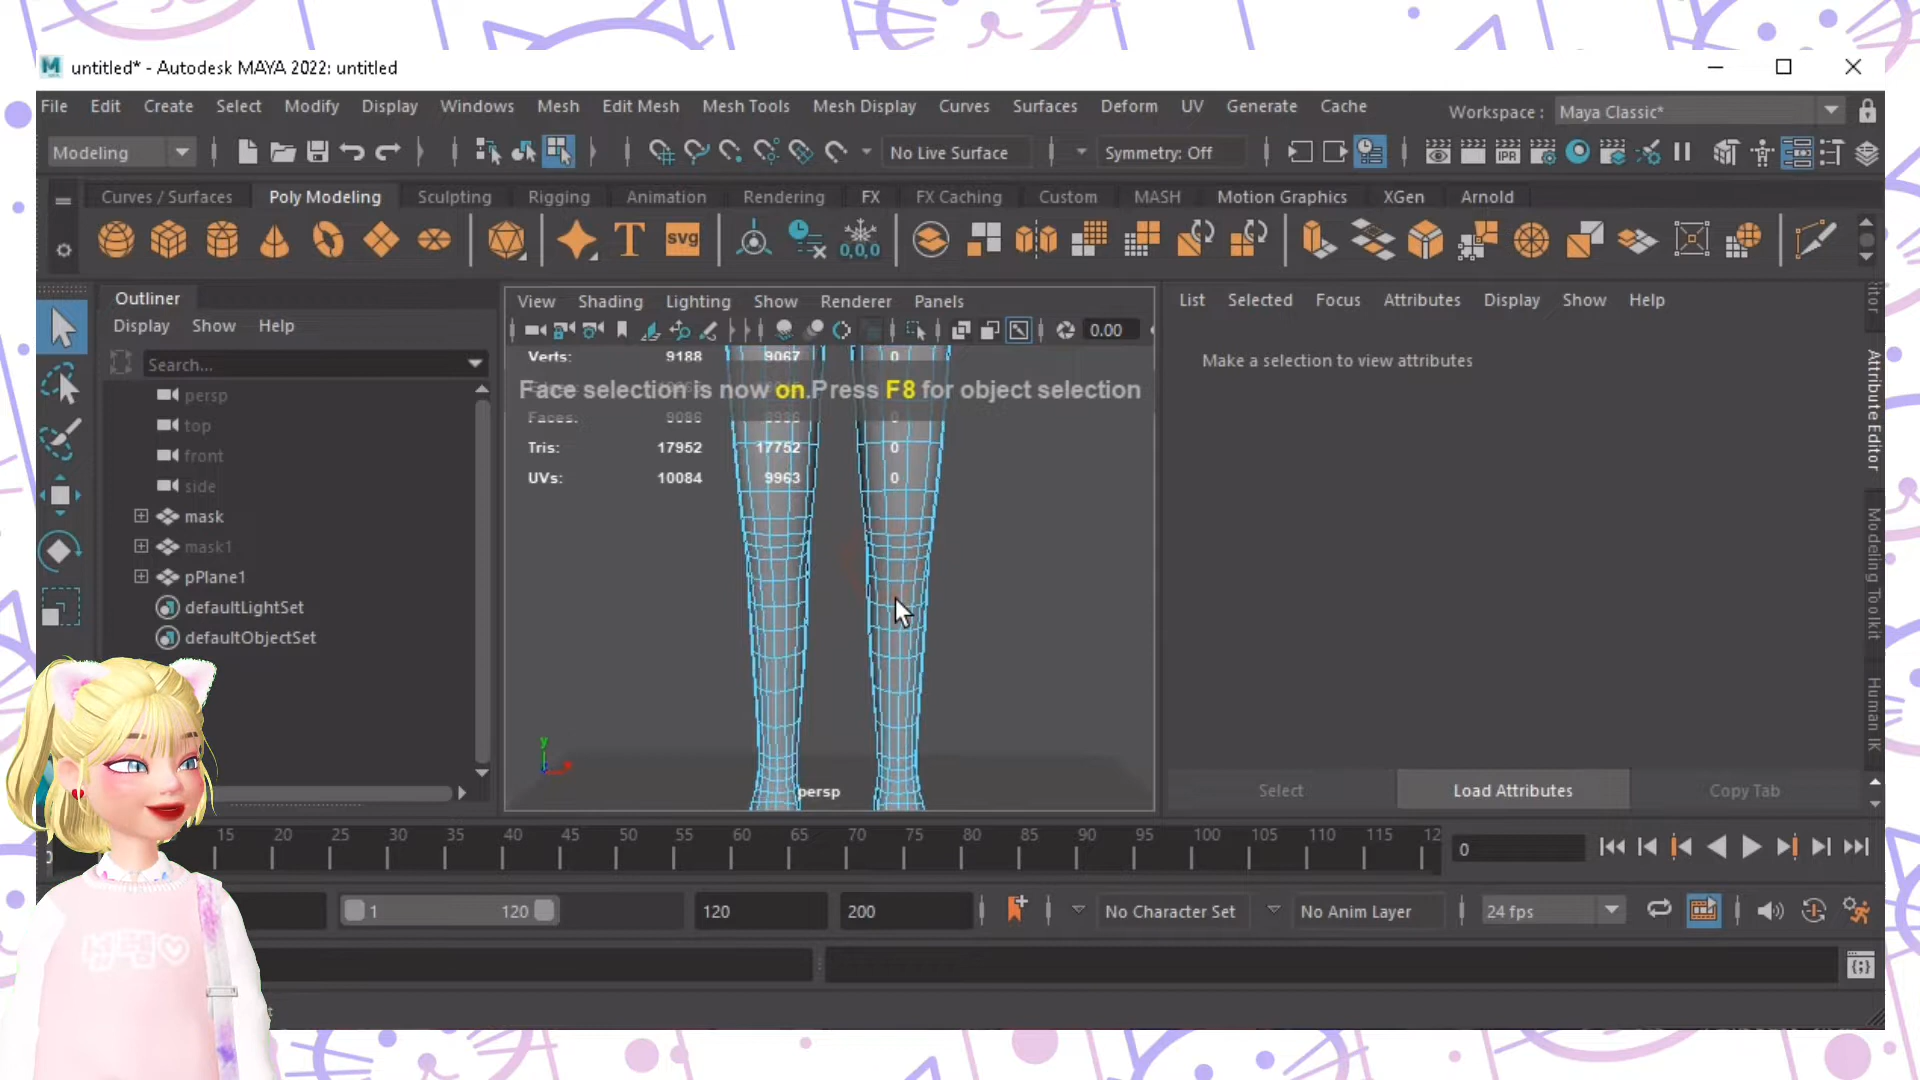 untitled* - Autodesk MAYA 2022: untitled
File Edit Create Select Modify Display Windows Mesh Edit Mesh Mesh Tools Mesh Display Curves Surfaces Deform UV Generate Cache Workspace : Maya Classic*
Modeling No Live Surface Symmetry: Off IPR
Curves / Surfaces Poly Modeling Sculpting Rigging Animation Rendering FX FX Caching Custom MASH Motion Graphics XGen Arnold
T svg 0,0,0
Outliner
Display Show Help
Search...
persp
top
front
side
mask
mask1
pPlane1
defaultLightSet
defaultObjectSet
View Shading Lighting Show Renderer Panels
0.00
Verts: 9188 9067 0
Face selection is now on.Press F8 for object selection
Faces: 9086 8936 0
Tris: 17952 17752 0
UVs: 10084 9963 0
y
persp
List Selected Focus Attributes Display Show Help
Make a selection to view attributes
Attribute Editor
Modeling Toolkit
Human IK
Select Load Attributes Copy Tab
15 20 25 30 35 40 45 50 55 60 65 70 75 80 85 90 95 100 105 110 115 12
0
1 120 120 200 No Character Set No Anim Layer 24 fps